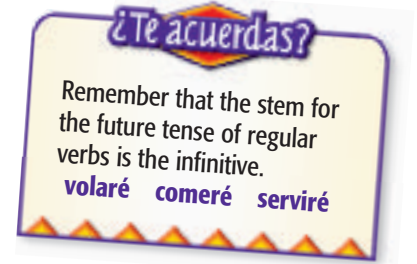 ¿Te acuerdas?
Remember that the stem for
the future tense of regular
verbs is the infinitive.
volaré comeré serviré